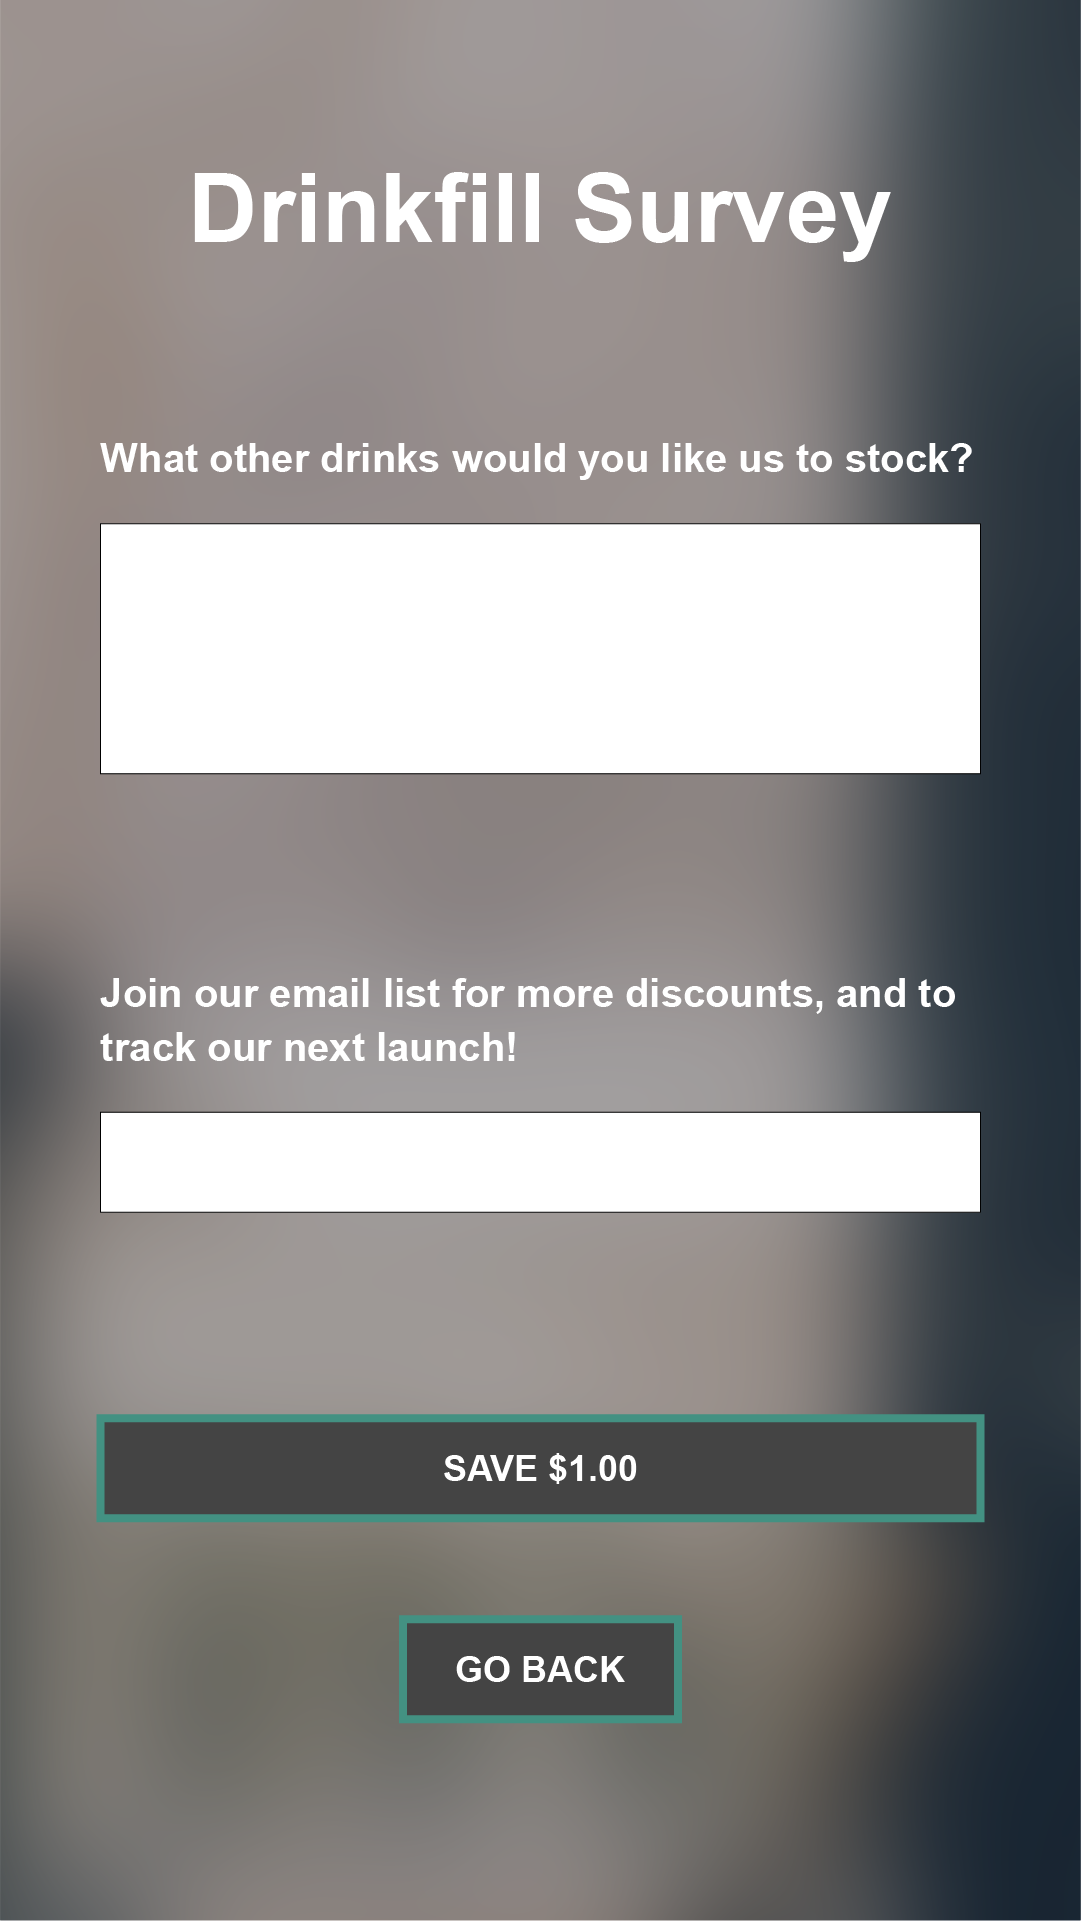 Drinkfill Survey
What other drinks would you like us to stock?
Join our email list for more discounts, and to
track our next launch!
SAVE $1.00
GO BACK